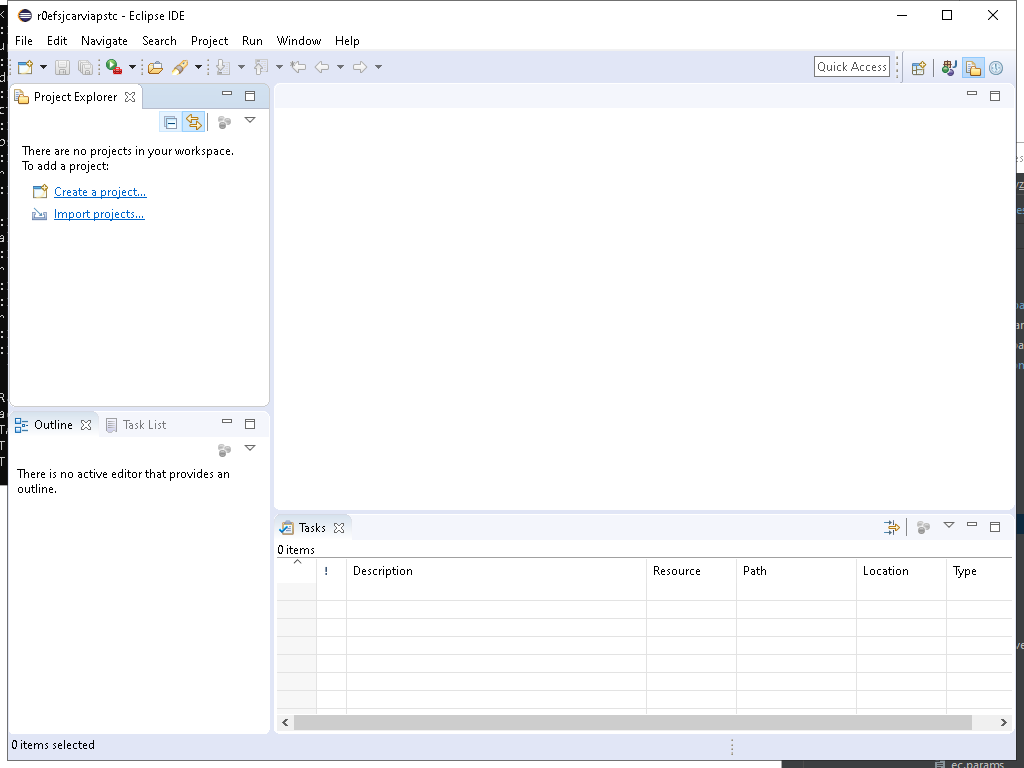 r0efsjcarviapstc - Eclipse IDE
File Edit Navigate Search Project Run Window Help
Quick Access
Project Explorer
There are no projects in your workspace.
To add a project:
Create a project...
Import projects...
Outline Task List
There is no active editor that provides an
outline.
Tasks
0 items
! Description Resource Path Location Type
0 items selected
ec.params